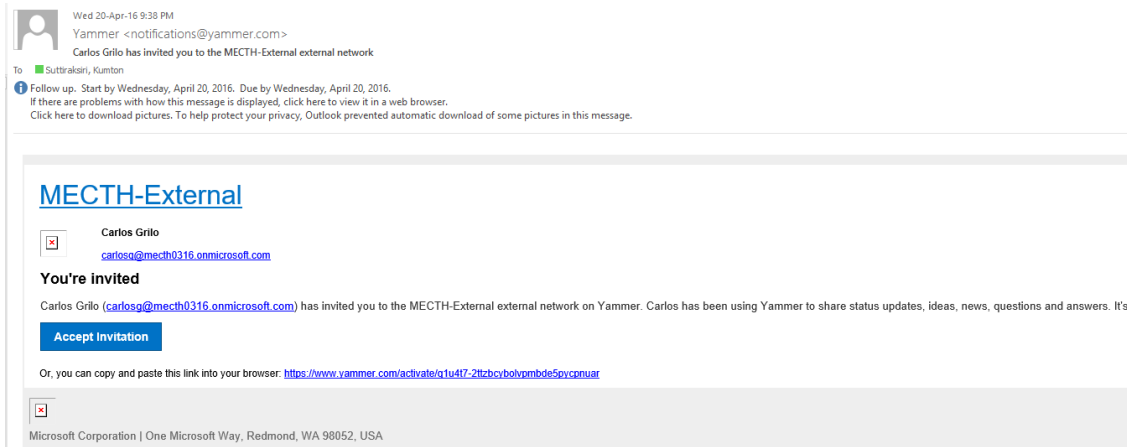 Wed 20-Apr-16 9:38 PM
Yammer <notifications@yammer.com>
Carlos Grilo has invited you to the MECTH-External external network
To Suttiraksiri, Kumton
Follow up. Start by Wednesday, April 20, 2016. Due by Wednesday, April 20, 2016.
If there are problems with how this message is displayed, click here to view it in a web browser.
Click here to download pictures. To help protect your privacy, Outlook prevented automatic download of some pictures in this message.
MECTH-External
Carlos Grilo
carlosg@mecth0316.onmicrosoft.com
You're invited
Carlos Grilo (carlosg@mecth0316.onmicrosoft.com) has invited you to the MECTH-External external network on Yammer. Carlos has been using Yammer to share status updates, ideas, news, questions and answers. It's
Accept Invitation
Or, you can copy and paste this link into your browser: https://www.yammer.com/activate/q1u4t7-2ttzbcybolvpmbde5pycpnuar
Microsoft Corporation | One Microsoft Way, Redmond, WA 98052, USA